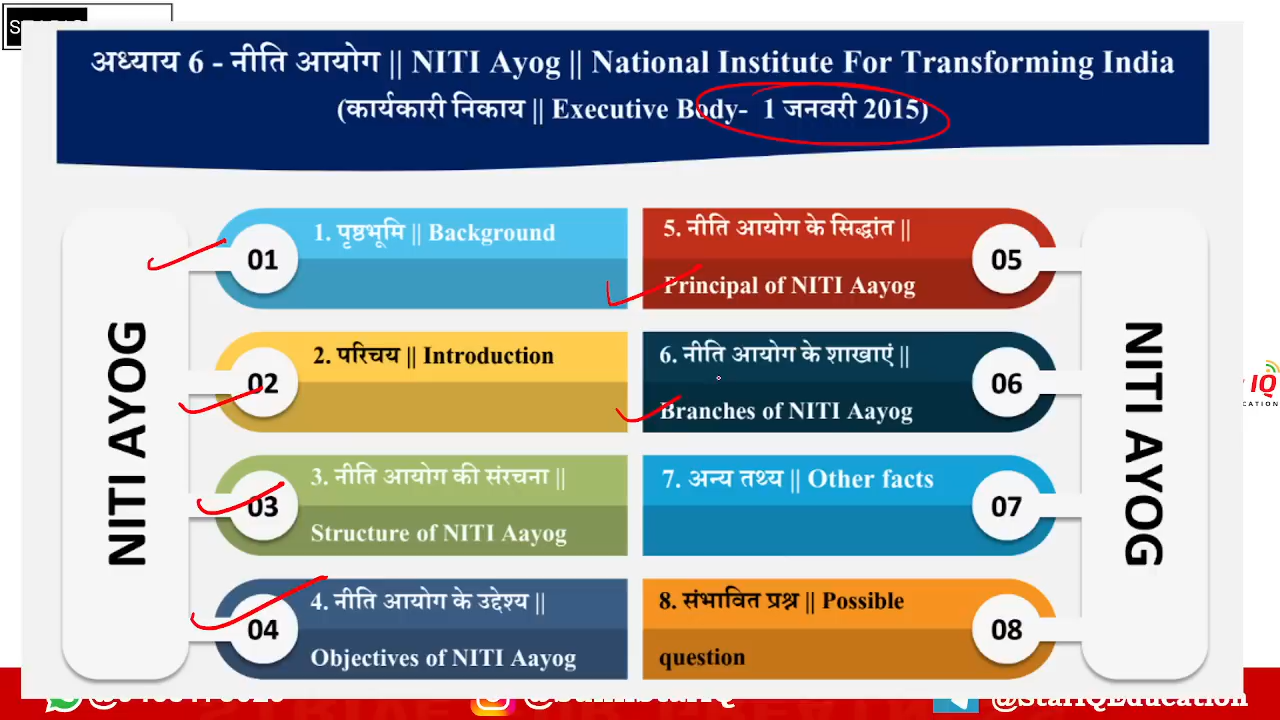 अध्याय 6 - नीति आयोग || NITI Ayog || National Institute For Transforming India
(कार्यकारी निकाय || Executive Body- 1 जनवरी 2015)
NITI AYOG
01
1. पृष्ठभूमि || Background
02
2. परिचय || Introduction
03
3. नीति आयोग की संरचना ||
Structure of NITI Aayog
04
4. नीति आयोग के उद्देश्य ||
Objectives of NITI Aayog
5. नीति आयोग के सिद्धांत ||
Principal of NITI Aayog
05
6. नीति आयोग के शाखाएं ||
Branches of NITI Aayog
06
7. अन्य तथ्य || Other facts
07
8. संभावित प्रश्न || Possible
question
08
NITI AYOG
IQ
@StarIQEducation